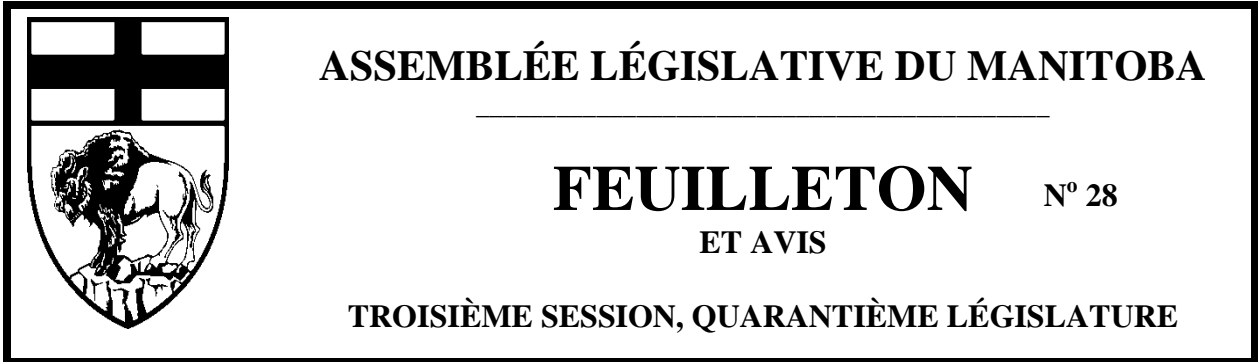 ASSEMBLÉE LÉGISLATIVE DU MANITOBA
FEUILLETON Nº 28
ET AVIS
TROISIÈME SESSION, QUARANTIÈME LÉGISLATURE